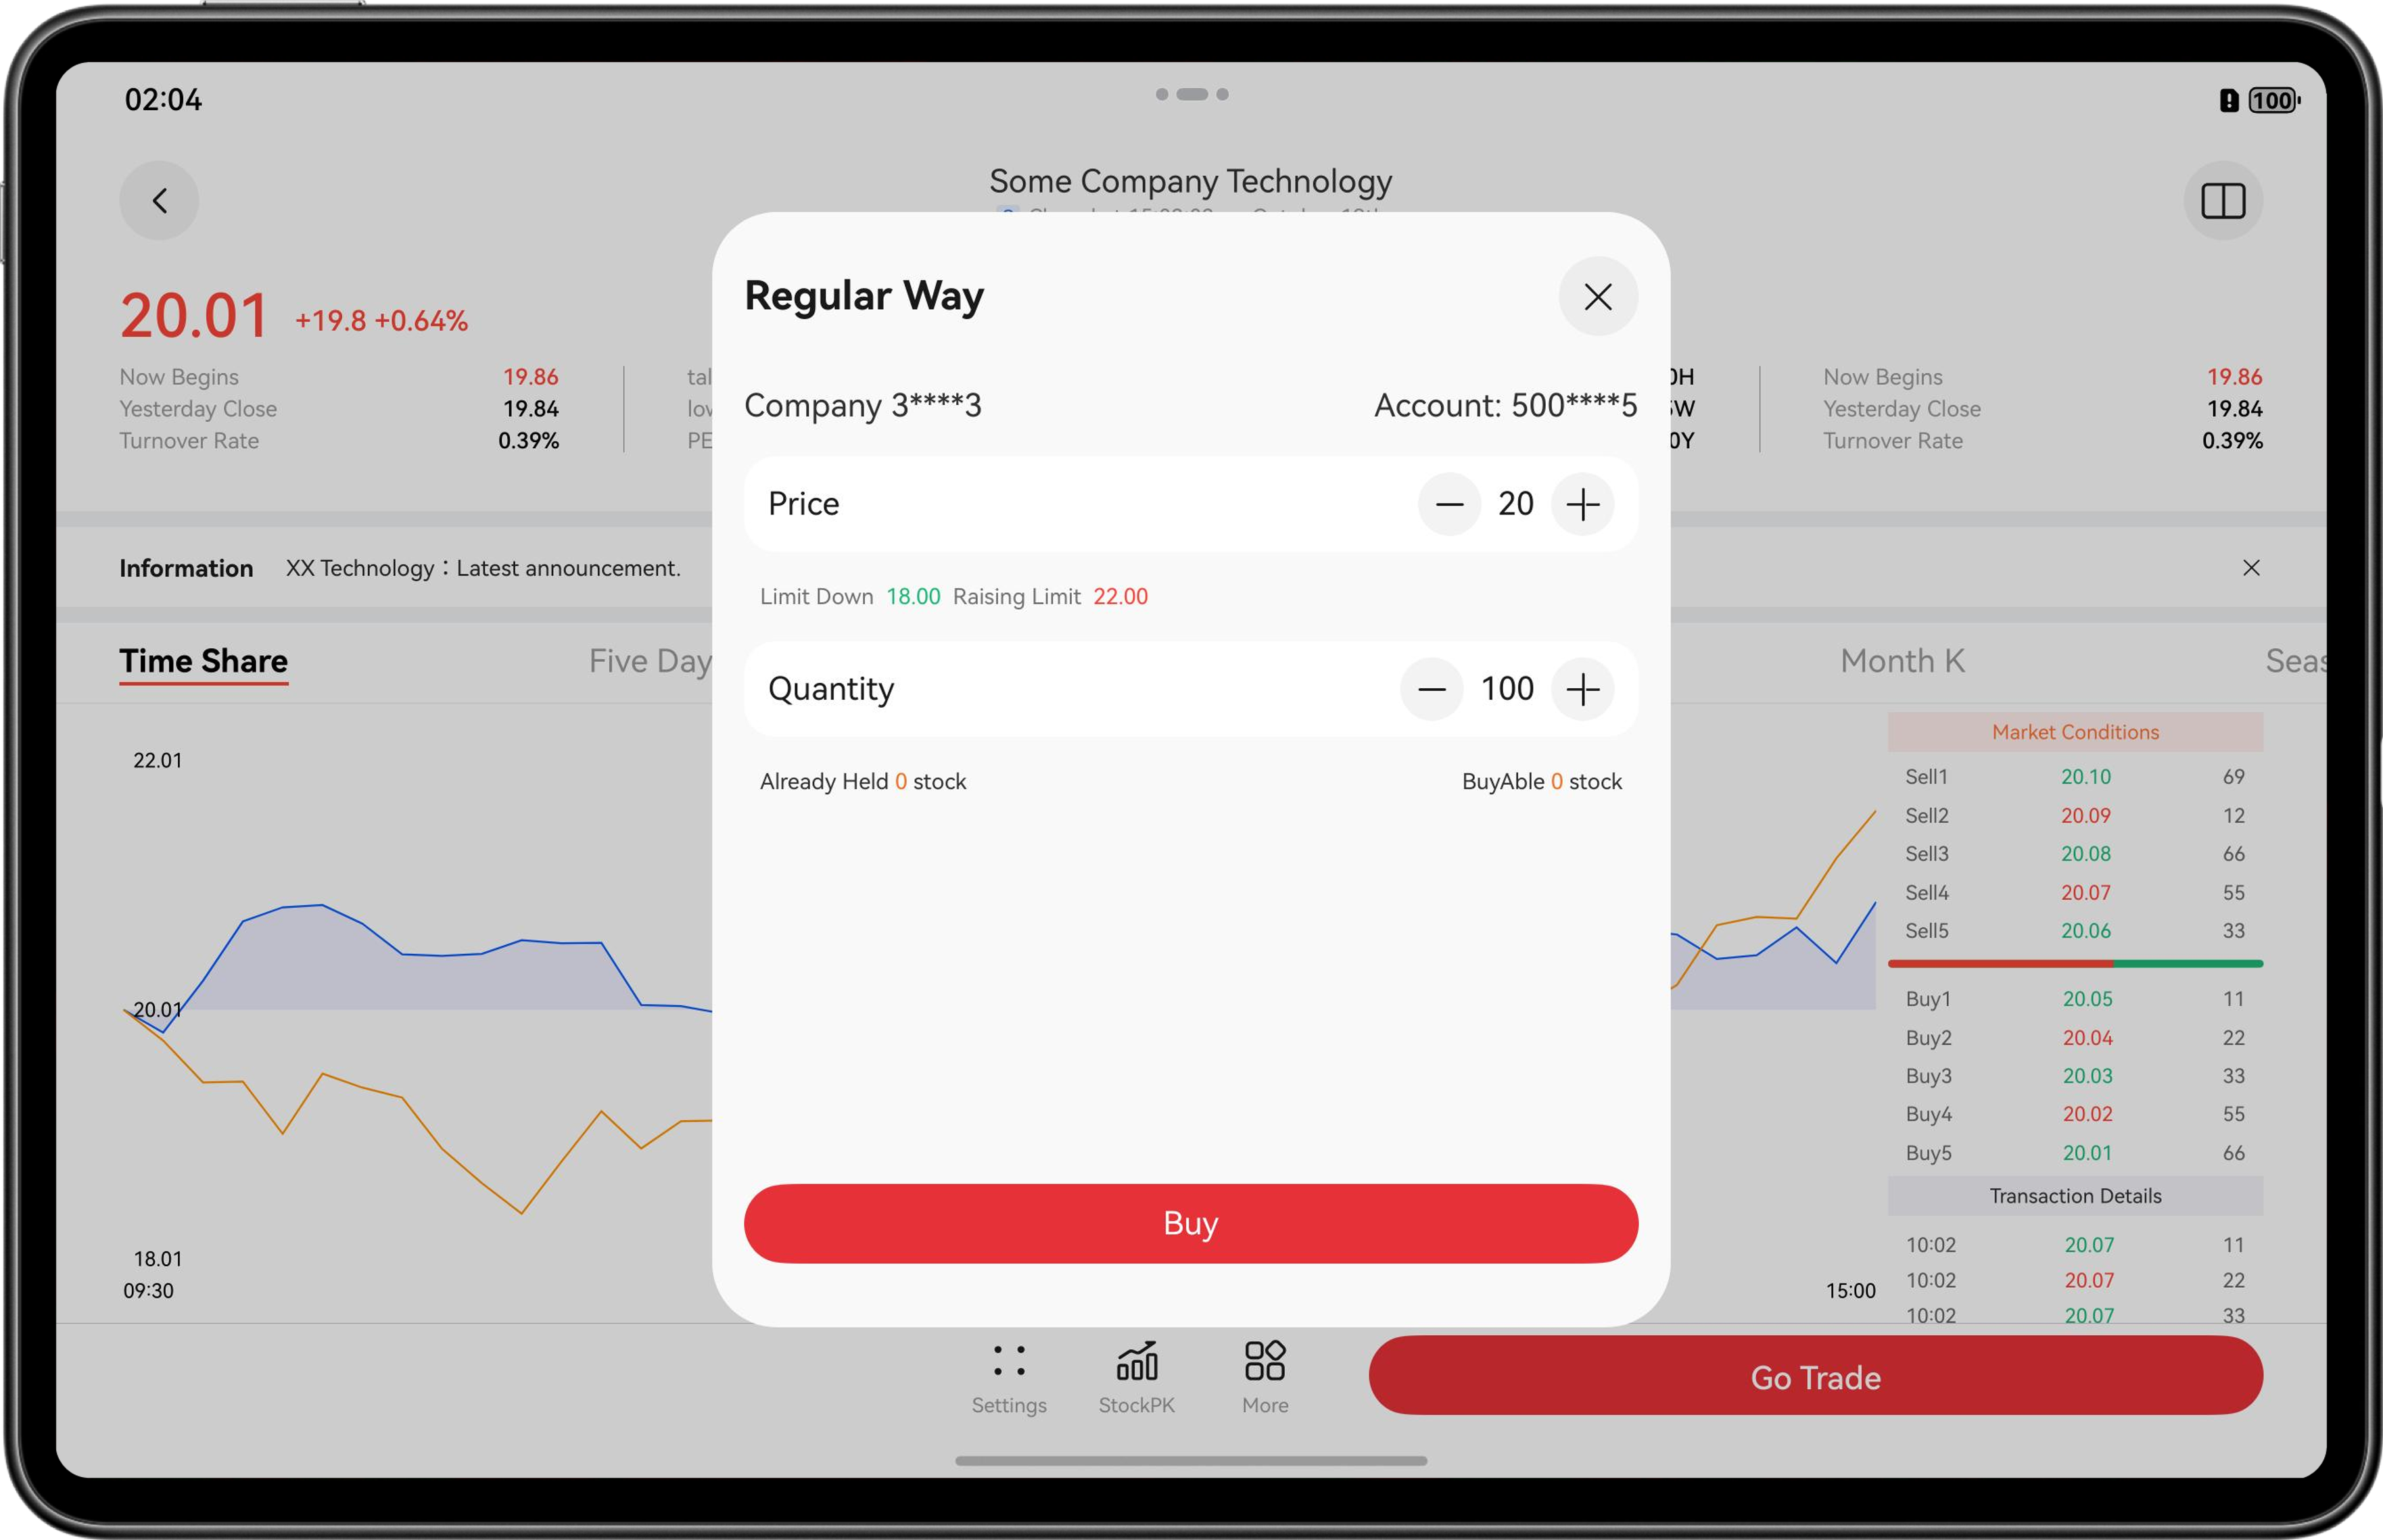 02:04
100
Some Company Technology
20.01 +19.8 +0.64%
Now Begins 19.86
Yesterday Close 19.84
Turnover Rate 0.39%
Now Begins 19.86
Yesterday Close 19.84
Turnover Rate 0.39%
Information XX Technology：Latest announcement.
Time Share Five Day Month K
Regular Way
Company 3****3 Account: 500****5
Price 20
Limit Down 18.00 Raising Limit 22.00
Quantity 100
Already Held 0 stock BuyAble 0 stock
Buy
22.01
20.01
18.01
09:30 15:00
Market Conditions
Sell1 20.10 69
Sell2 20.09 12
Sell3 20.08 66
Sell4 20.07 55
Sell5 20.06 33
Buy1 20.05 11
Buy2 20.04 22
Buy3 20.03 33
Buy4 20.02 55
Buy5 20.01 66
Transaction Details
10:02 20.07 11
10:02 20.07 22
10:02 20.07 33
Settings StockPK More
Go Trade